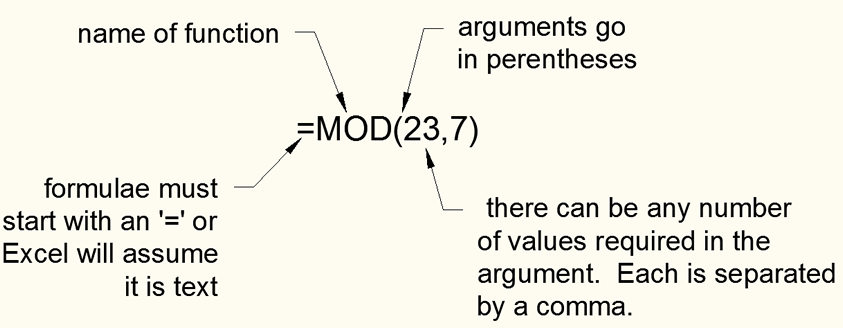 name of function
arguments go
in perentheses
=MOD(23,7)
formulae must
start with an '=' or
Excel will assume
it is text
there can be any number
of values required in the
argument.  Each is separated
by a comma.